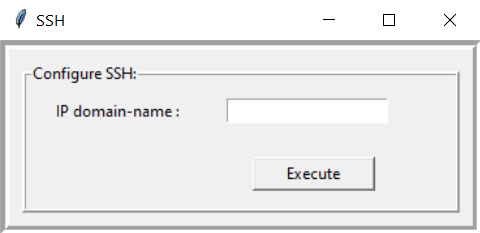 SSH
Configure SSH:
IP domain-name :
Execute